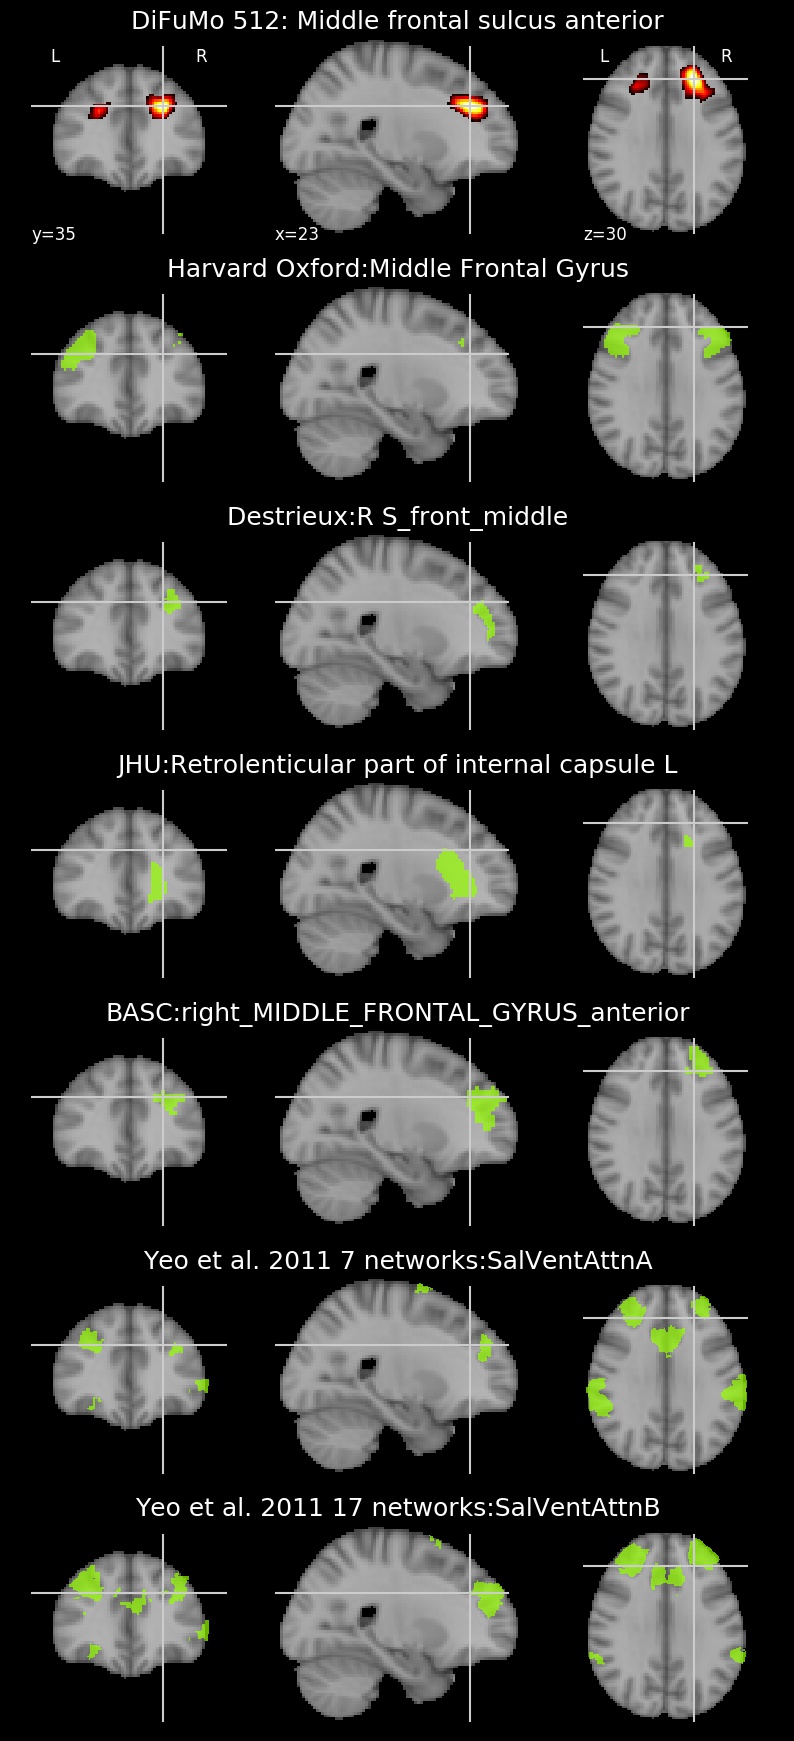 DiFuMo 512: Middle frontal sulcus anterior
L R L R
y=35 x=23 z=30
Harvard Oxford:Middle Frontal Gyrus
Destrieux:R S_front_middle
JHU:Retrolenticular part of internal capsule L
BASC:right_MIDDLE_FRONTAL_GYRUS_anterior
Yeo et al. 2011 7 networks:SalVentAttnA
Yeo et al. 2011 17 networks:SalVentAttnB